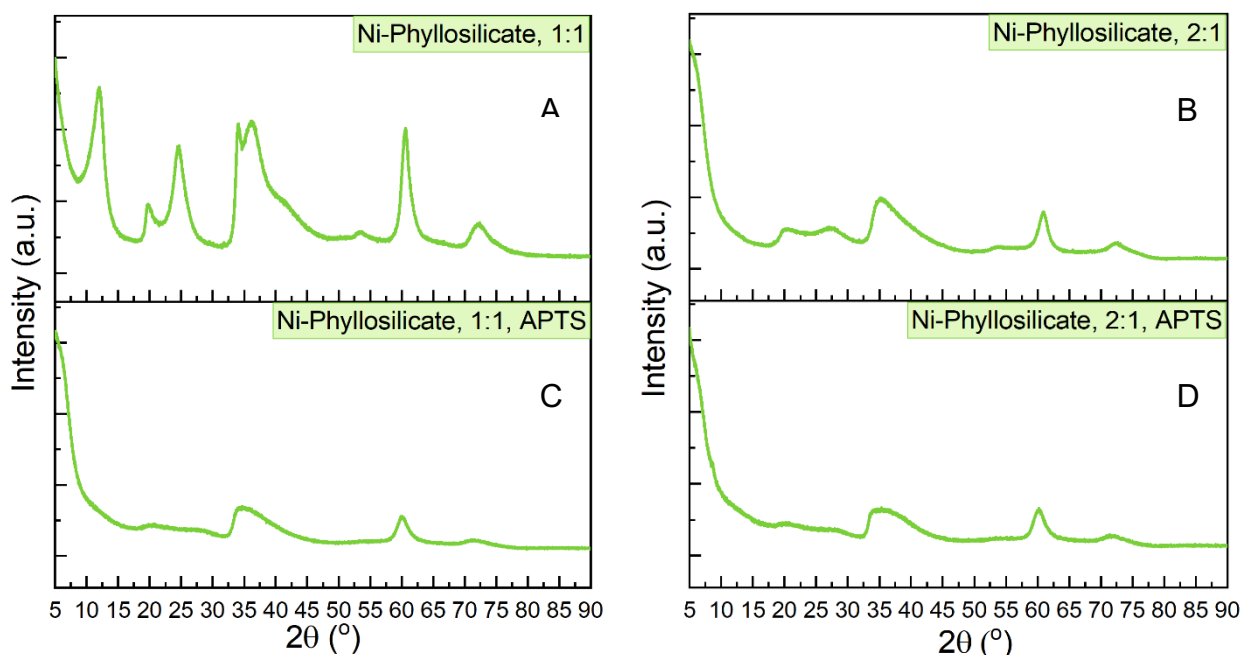 Ni-Phyllosilicate, 1:1
A
Ni-Phyllosilicate, 2:1
B
Intensity (a.u.)
Intensity (a.u.)
Ni-Phyllosilicate, 1:1, APTS
C
Ni-Phyllosilicate, 2:1, APTS
D
5 10 15 20 25 30 35 40 45 50 55 60 65 70 75 80 85 90
2θ (°)
5 10 15 20 25 30 35 40 45 50 55 60 65 70 75 80 85 90
2θ (°)